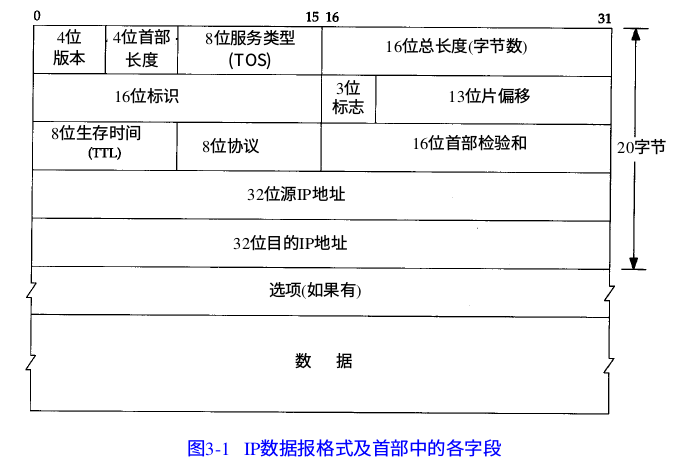 0 15 16 31
4位 4位首部 8位服务类型 16位总长度(字节数)
版本 长度 (TOS)
16位标识 3位 13位片偏移
标志
8位生存时间 8位协议 16位首部检验和
(TTL)
20字节
32位源IP地址
32位目的IP地址
选项(如果有)
数 据
图3-1 IP数据报格式及首部中的各字段